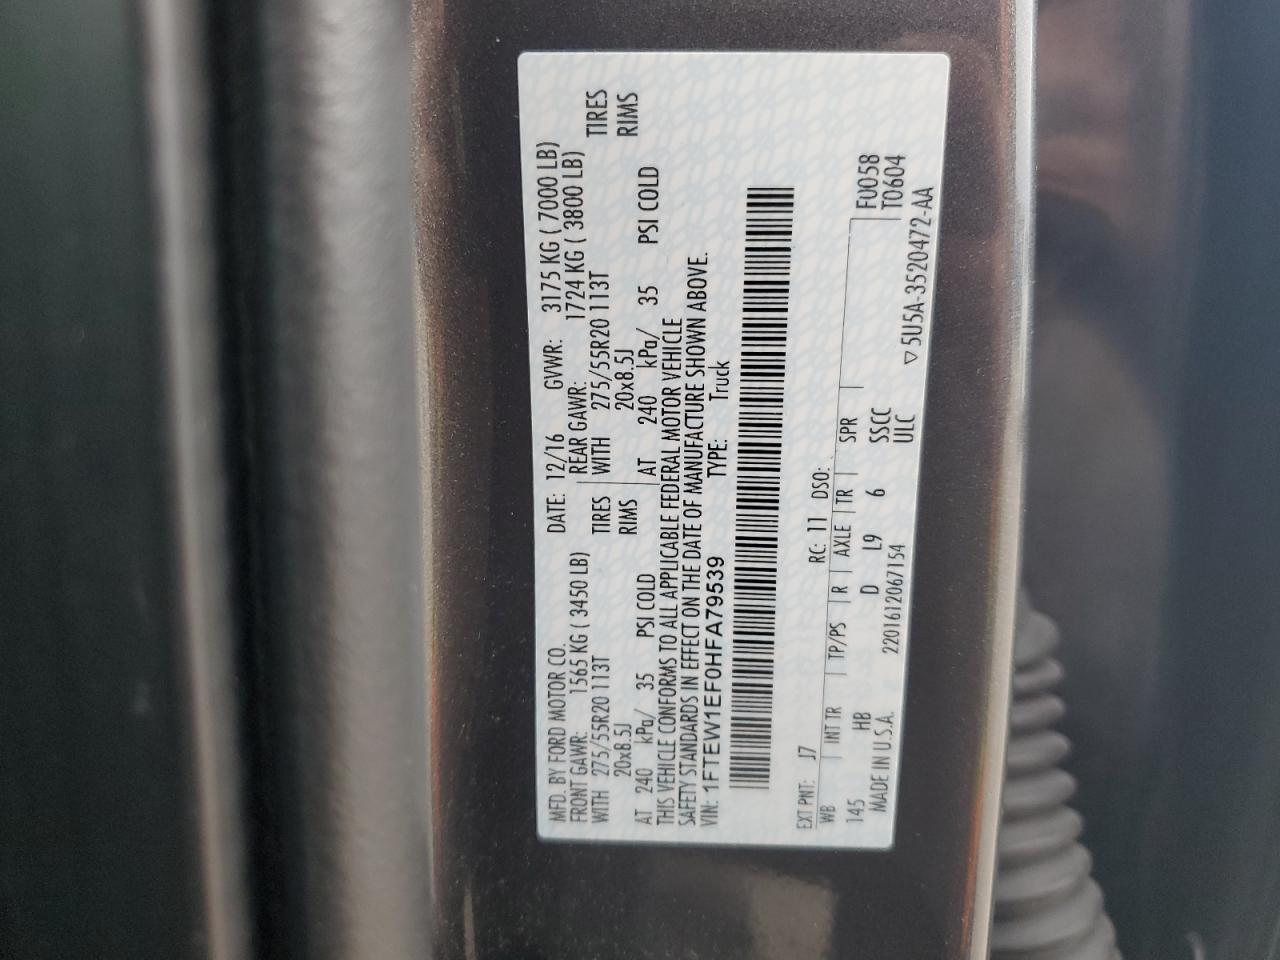 MFD. BY FORD MOTOR CO. DATE: 12/16 GVWR: 3175 KG ( 7000 LB)
FRONT GAWR: 1565 KG ( 3450 LB) REAR GAWR: 1724 KG ( 3800 LB)
WITH 275/55R20 113T TIRES WITH 275/55R20 113T TIRES
20x8.5J RIMS 20x8.5J RIMS
AT 240 kPa/ 35 PSI COLD AT 240 kPa/ 35 PSI COLD
THIS VEHICLE CONFORMS TO ALL APPLICABLE FEDERAL MOTOR VEHICLE
SAFETY STANDARDS IN EFFECT ON THE DATE OF MANUFACTURE SHOWN ABOVE.
VIN: 1FTEW1EF0HFA79539 TYPE: Truck
EXT PNT: J7 RC: 11 DSO:
WB INT TR TP/PS R AXLE TR SPR
145 HB D L9 6 SSCC F0058
MADE IN U.S.A. 2201612067154 ULC T0604
▽ 5U5A-3520472-AA